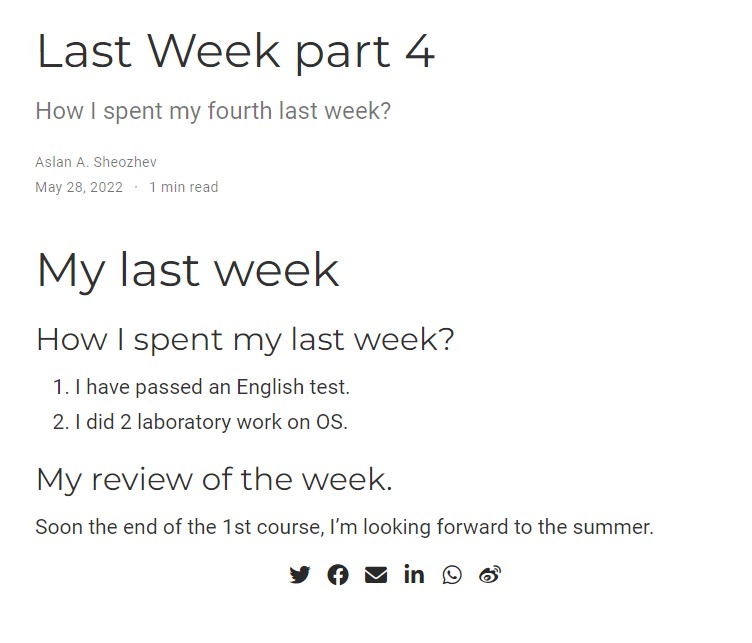 Last Week part 4
How I spent my fourth last week?
Aslan A. Sheozhev
May 28, 2022 · 1 min read
My last week
How I spent my last week?
1. I have passed an English test.
2. I did 2 laboratory work on OS.
My review of the week.
Soon the end of the 1st course, I’m looking forward to the summer.